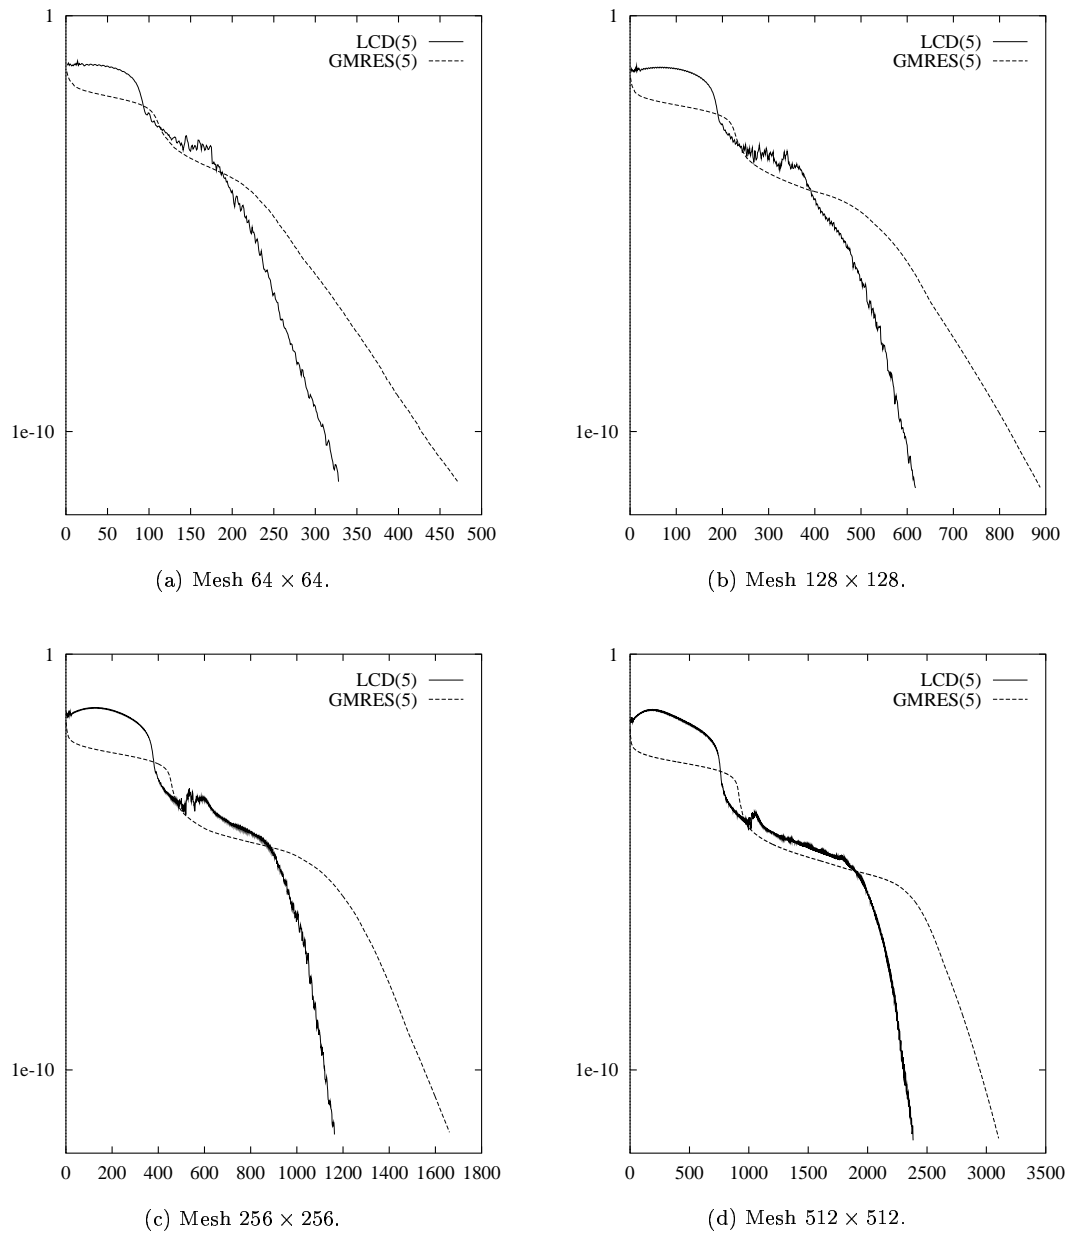 1
LCD(5)
GMRES(5)
1e-10
0 50 100 150 200 250 300 350 400 450 500
(a) Mesh 64 × 64.
1
LCD(5)
GMRES(5)
1e-10
0 100 200 300 400 500 600 700 800 900
(b) Mesh 128 × 128.
1
LCD(5)
GMRES(5)
1e-10
0 200 400 600 800 1000 1200 1400 1600 1800
(c) Mesh 256 × 256.
1
LCD(5)
GMRES(5)
1e-10
0 500 1000 1500 2000 2500 3000 3500
(d) Mesh 512 × 512.